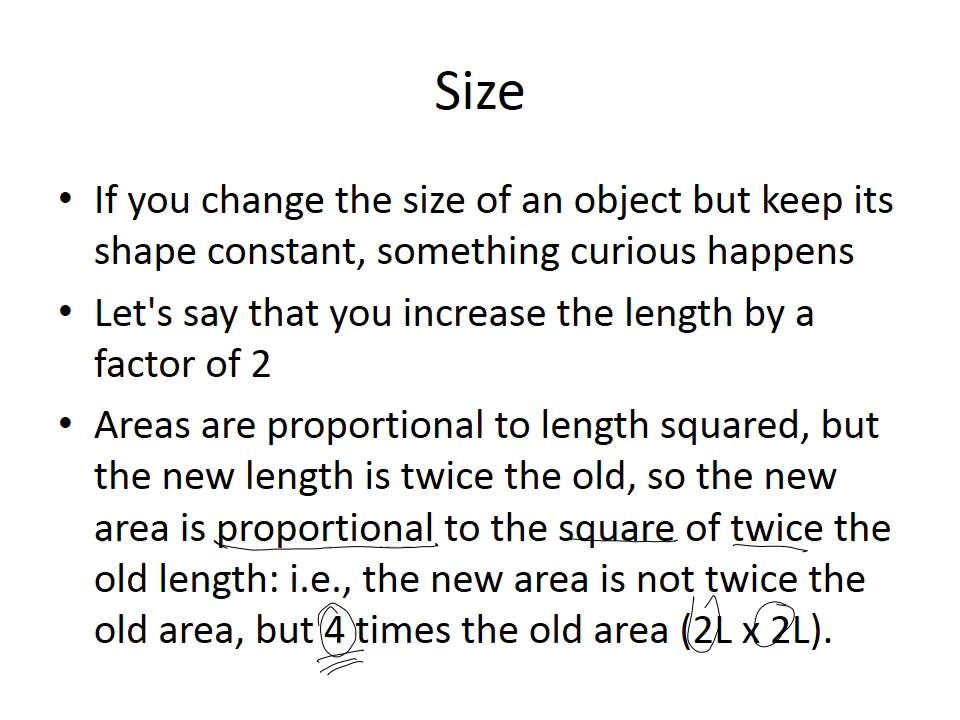 Size
• If you change the size of an object but keep its
shape constant, something curious happens
• Let's say that you increase the length by a
factor of 2
• Areas are proportional to length squared, but
the new length is twice the old, so the new
area is proportional to the square of twice the
old length: i.e., the new area is not twice the
old area, but 4 times the old area (2L x 2L).